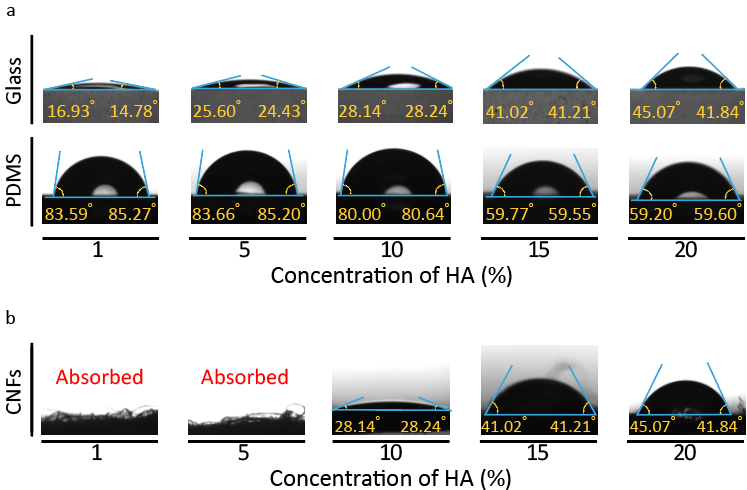 a
Glass
16.93° 14.78° 25.60° 24.43° 28.14° 28.24° 41.02° 41.21° 45.07° 41.84°
PDMS
83.59° 85.27° 83.66° 85.20° 80.00° 80.64° 59.77° 59.55° 59.20° 59.60°
1 5 10 15 20
Concentration of HA (%)
b
CNFs
Absorbed Absorbed
28.14° 28.24° 41.02° 41.21° 45.07° 41.84°
1 5 10 15 20
Concentration of HA (%)